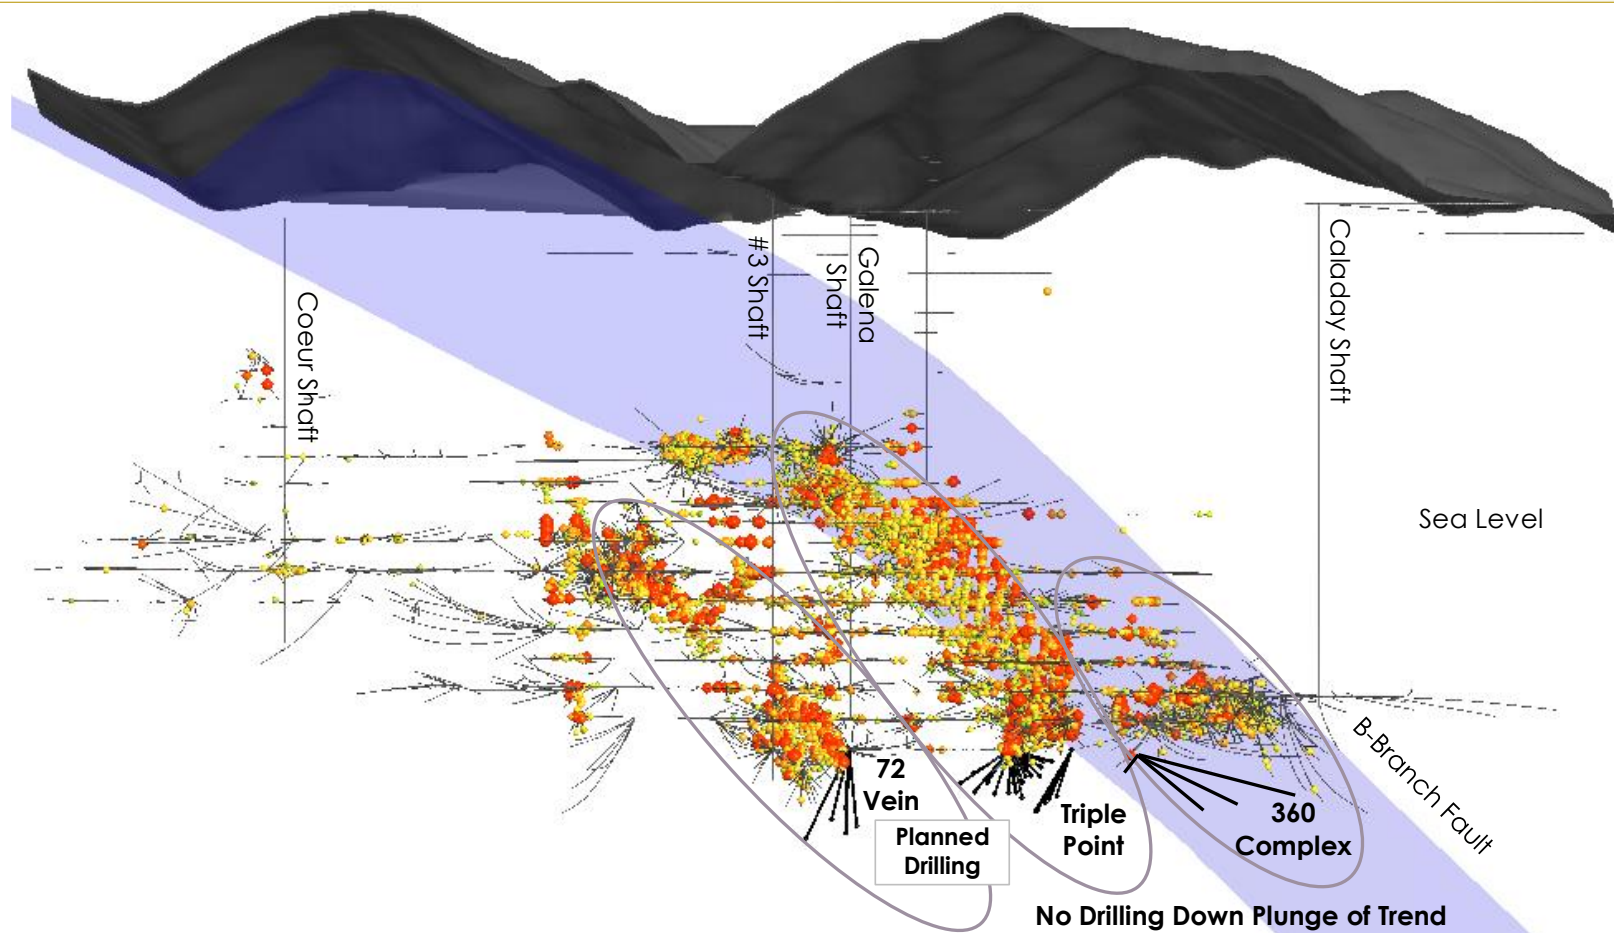 #3 Shaft
Galena
Shaft
Coeur Shaft
Caladay Shaft
Sea Level
B-Branch Fault
72
Vein
Planned
Drilling
Triple
Point
360
Complex
No Drilling Down Plunge of Trend